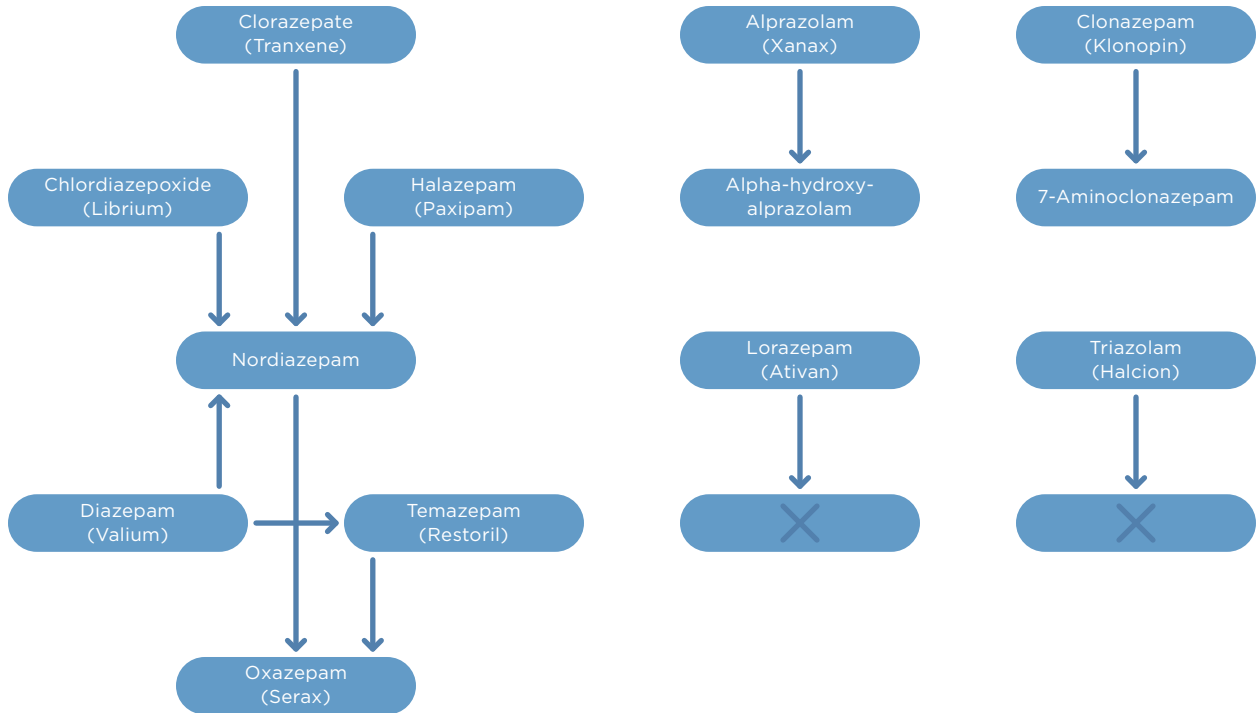 Clorazepate
(Tranxene)
Alprazolam
(Xanax)
Clonazepam
(Klonopin)
Chlordiazepoxide
(Librium)
Halazepam
(Paxipam)
Alpha-hydroxy-
alprazolam
7-Aminoclonazepam
Nordiazepam
Lorazepam
(Ativan)
Triazolam
(Halcion)
Diazepam
(Valium)
Temazepam
(Restoril)
Oxazepam
(Serax)